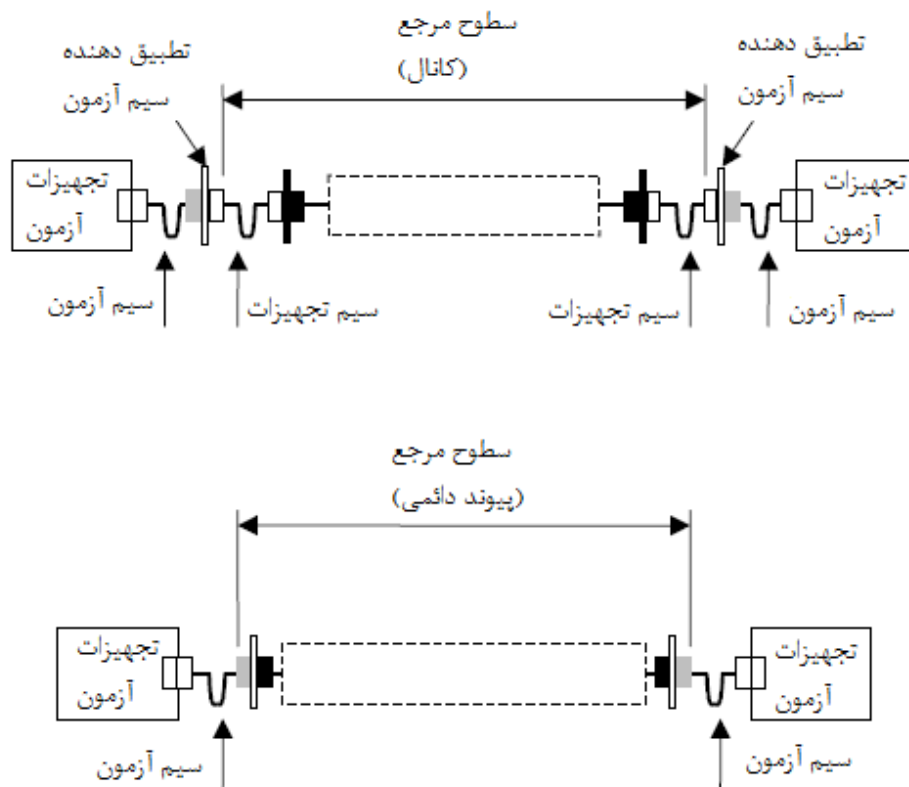 سطوح مرجع
(کانال)
تطبیق دهنده
سیم آزمون
تطبیق دهنده
سیم آزمون
تجهیزات
آزمون
تجهیزات
آزمون
سیم آزمون
سیم تجهیزات
سیم تجهیزات
سیم آزمون
سطوح مرجع
(پیوند دائمی)
تجهیزات
آزمون
تجهیزات
آزمون
سیم آزمون
سیم آزمون